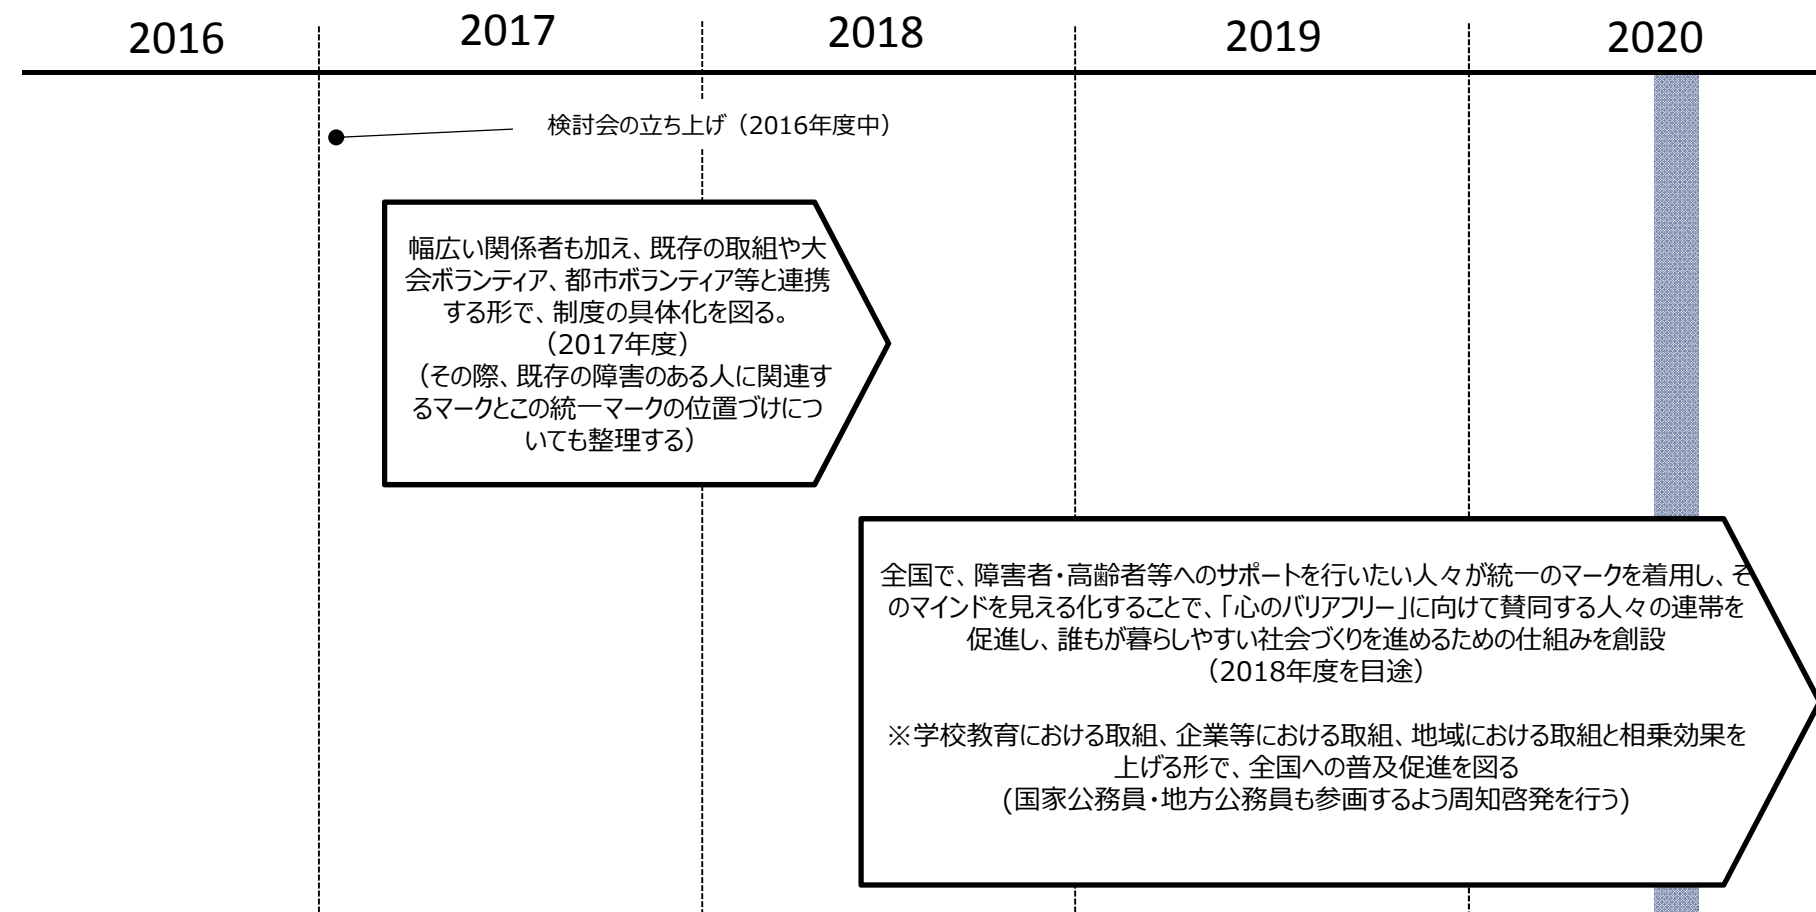 2016
2017
2018
2019
2020
検討会の立ち上げ（2016年度中）
幅広い関係者も加え、既存の取組や大
会ボランティア、都市ボランティア等と連携
する形で、制度の具体化を図る。
（2017年度）
（その際、既存の障害のある人に関連す
るマークとこの統一マークの位置づけにつ
いても整理する）
全国で、障害者・高齢者等へのサポートを行いたい人々が統一のマークを着用し、そ
のマインドを見える化することで、「心のバリアフリー」に向けて賛同する人々の連帯を
促進し、誰もが暮らしやすい社会づくりを進めるための仕組みを創設
（2018年度を目途）
※学校教育における取組、企業等における取組、地域における取組と相乗効果を
上げる形で、全国への普及促進を図る
(国家公務員・地方公務員も参画するよう周知啓発を行う)